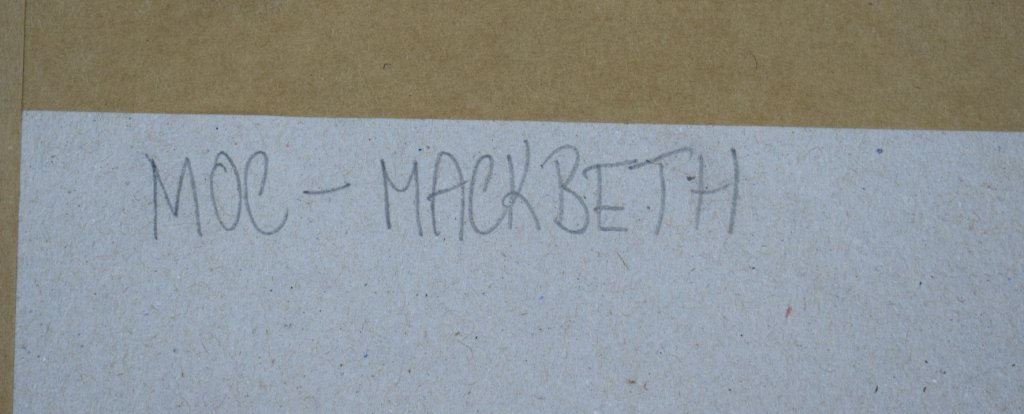 MOC – MACKBETH